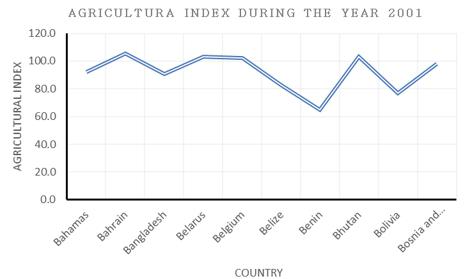 AGRICULTURA INDEX DURING THE YEAR 2001
120.0
100.0
80.0
60.0
40.0
20.0
0.0
AGRICULTURAL INDEX
Bahamas
Bahrain
Bangladesh
Belarus
Belgium
Belize
Benin
Bhutan
Bolivia
Bosnia and...
COUNTRY